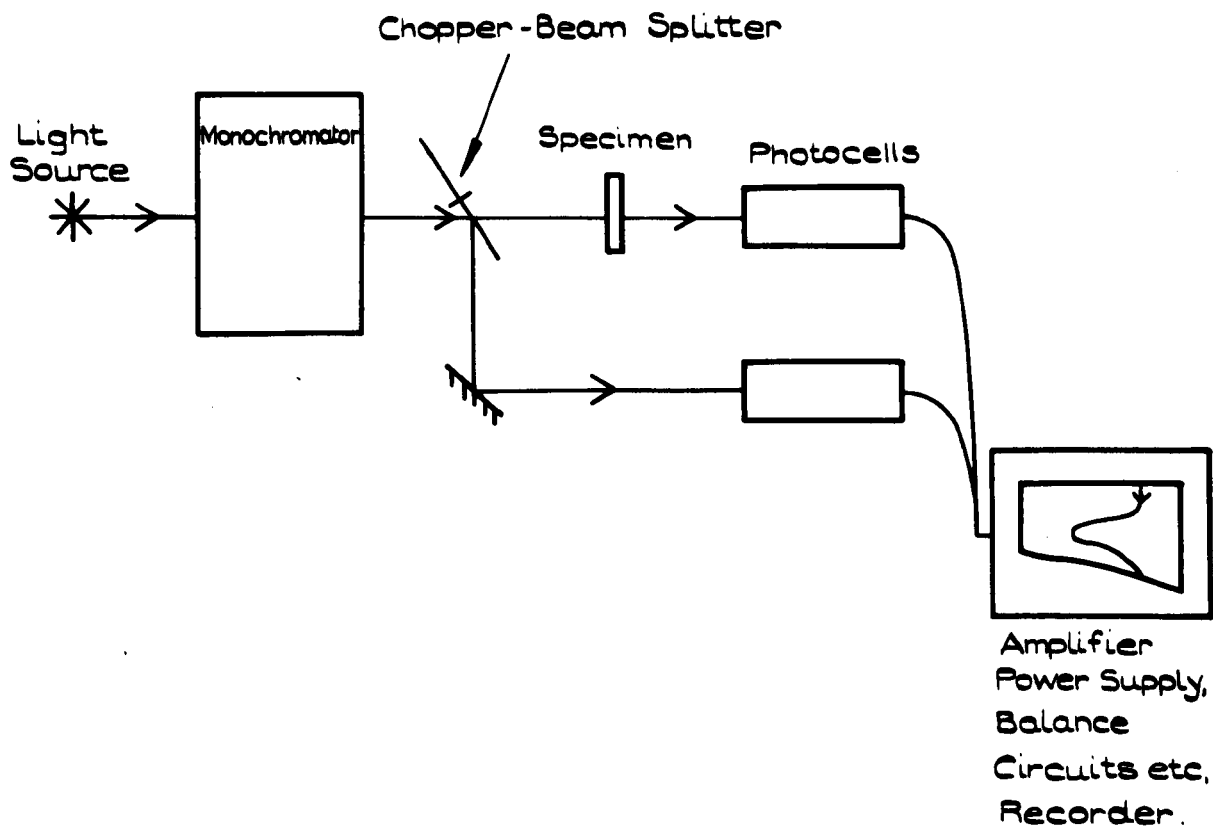 Chopper-Beam Splitter
Light
Source
Monochromator
Specimen
Photocells
Amplifier
Power Supply,
Balance
Circuits etc,
Recorder.